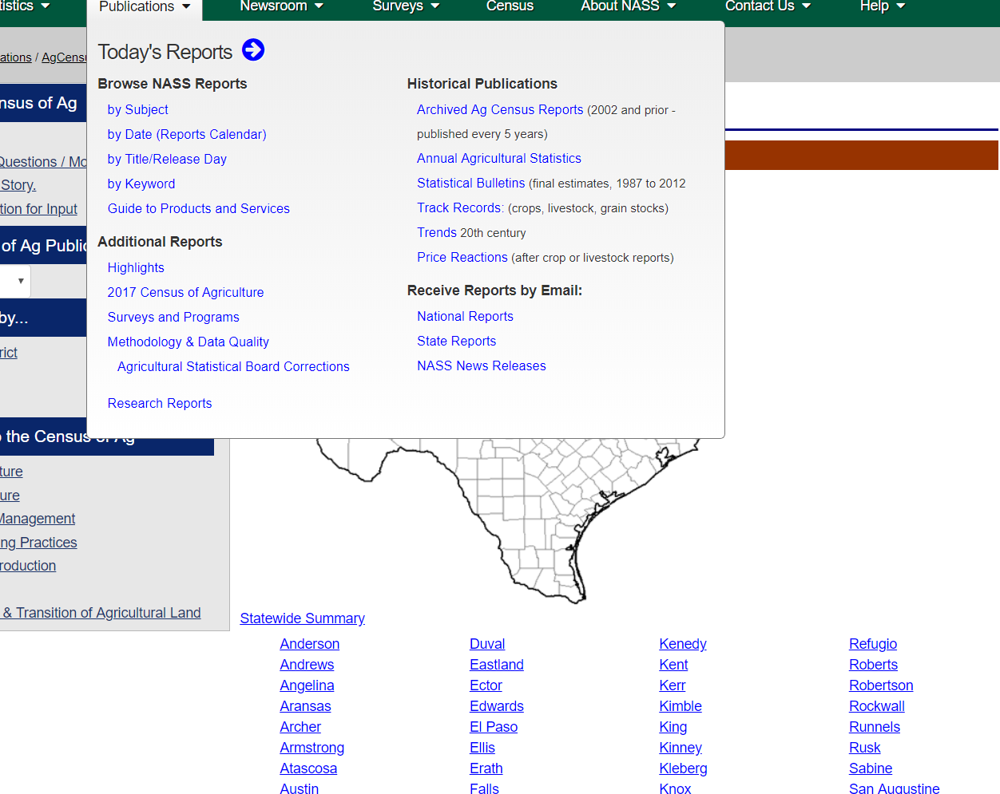 tistics Publications Newsroom Surveys Census About NASS Contact Us Help
Today's Reports
ations / AgCensu
Browse NASS Reports
by Subject
by Date (Reports Calendar)
by Title/Release Day
by Keyword
Guide to Products and Services
Additional Reports
Highlights
2017 Census of Agriculture
Surveys and Programs
Methodology & Data Quality
Agricultural Statistical Board Corrections
Research Reports
Historical Publications
Archived Ag Census Reports (2002 and prior -
published every 5 years)
Annual Agricultural Statistics
Statistical Bulletins (final estimates, 1987 to 2012
Track Records: (crops, livestock, grain stocks)
Trends 20th century
Price Reactions (after crop or livestock reports)
Receive Reports by Email:
National Reports
State Reports
NASS News Releases
nsus of Ag
Questions / Mo
Story.
tion for Input
of Ag Public
by...
rict
o the Census of Ag
ture
ure
Management
ng Practices
roduction
& Transition of Agricultural Land
Statewide Summary
Anderson Duval Kenedy Refugio
Andrews Eastland Kent Roberts
Angelina Ector Kerr Robertson
Aransas Edwards Kimble Rockwall
Archer El Paso King Runnels
Armstrong Ellis Kinney Rusk
Atascosa Erath Kleberg Sabine
Austin Falls Knox San Augustine